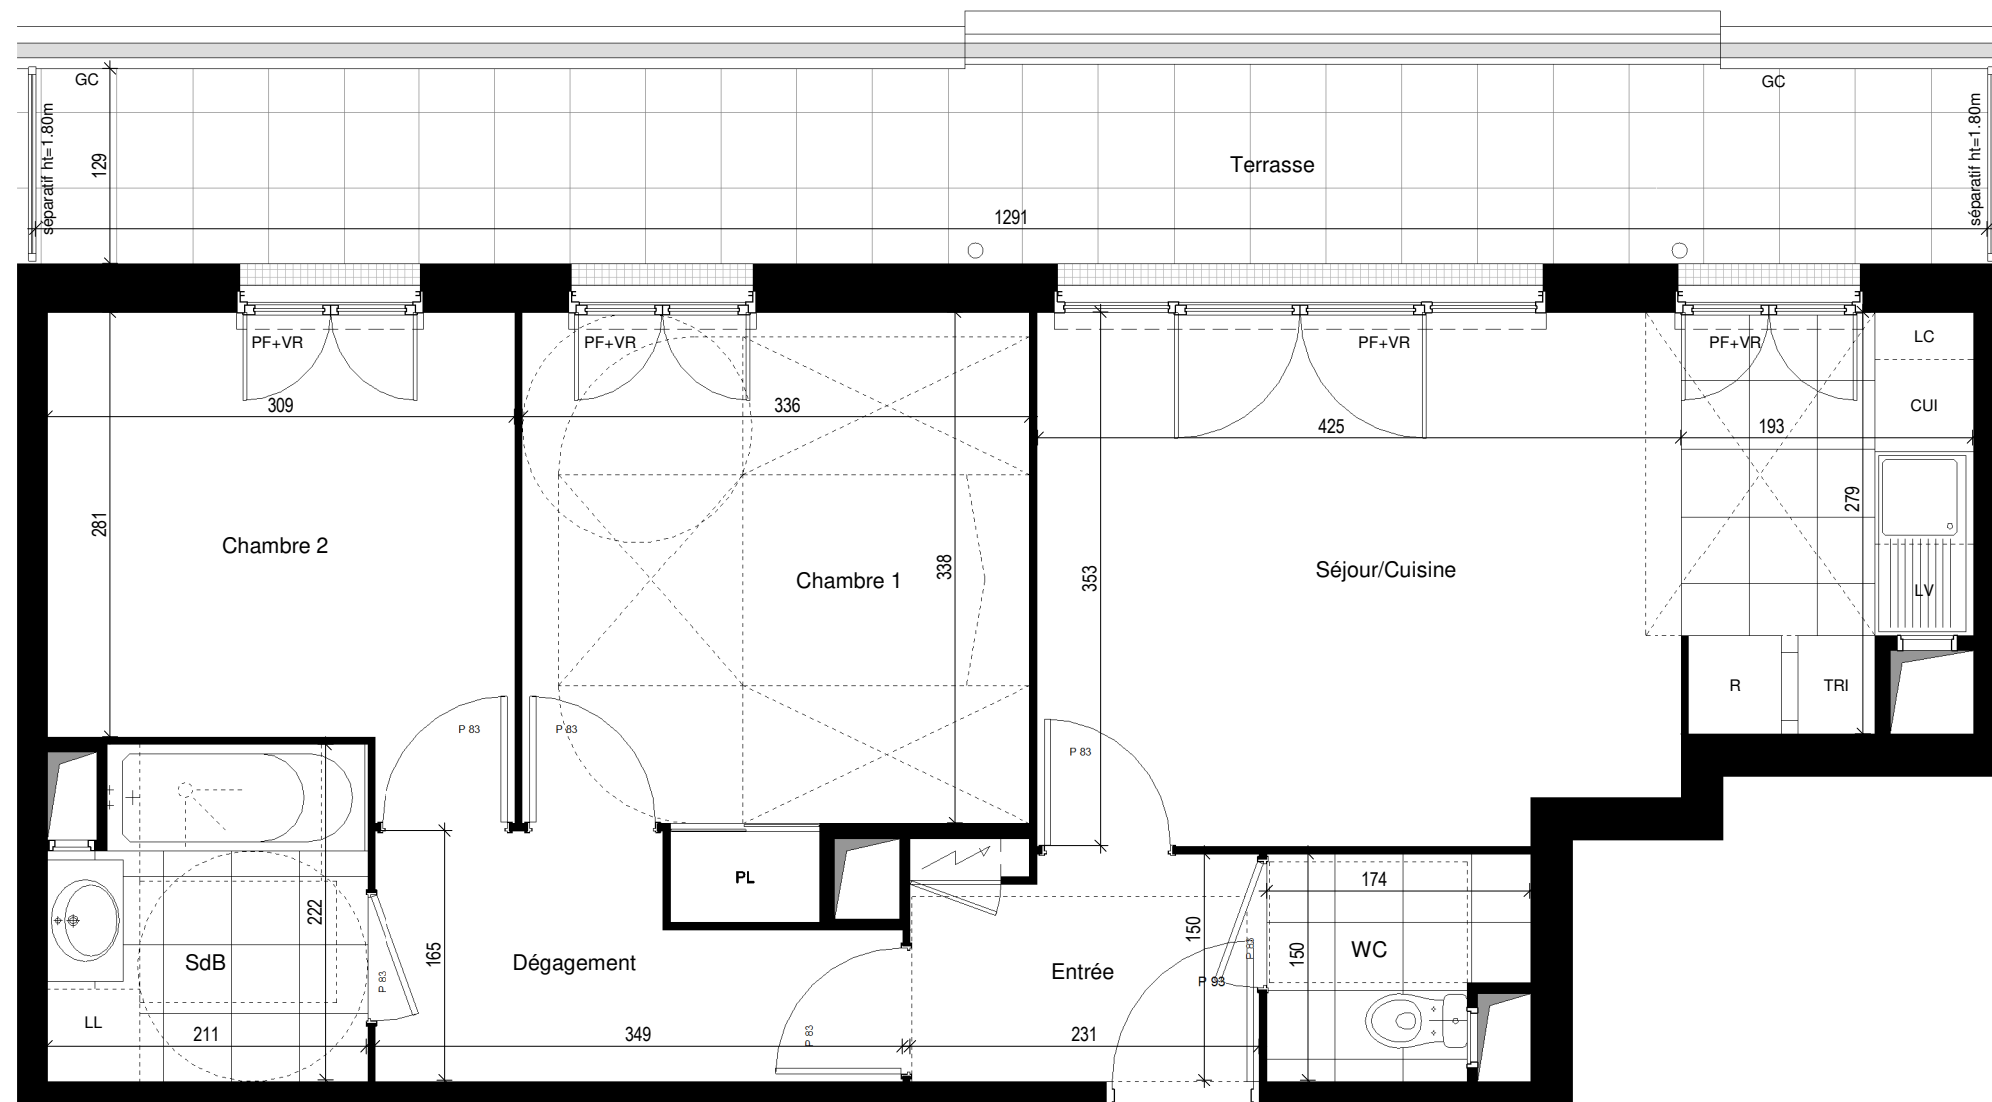 GC
GC
séparatif ht=1.80m
séparatif ht=1.80m
129
Terrasse
1291
PF+VR
PF+VR
PF+VR
PF+VR
LC
CUI
309
336
425
193
281
338
353
279
Chambre 2
Chambre 1
Séjour/Cuisine
LV
R
TRI
P 83
P 83
P 83
PL
174
222
165
150
150
SdB
Dégagement
Entrée
WC
P 83
P 83
P 93
LL
P 83
211
349
231